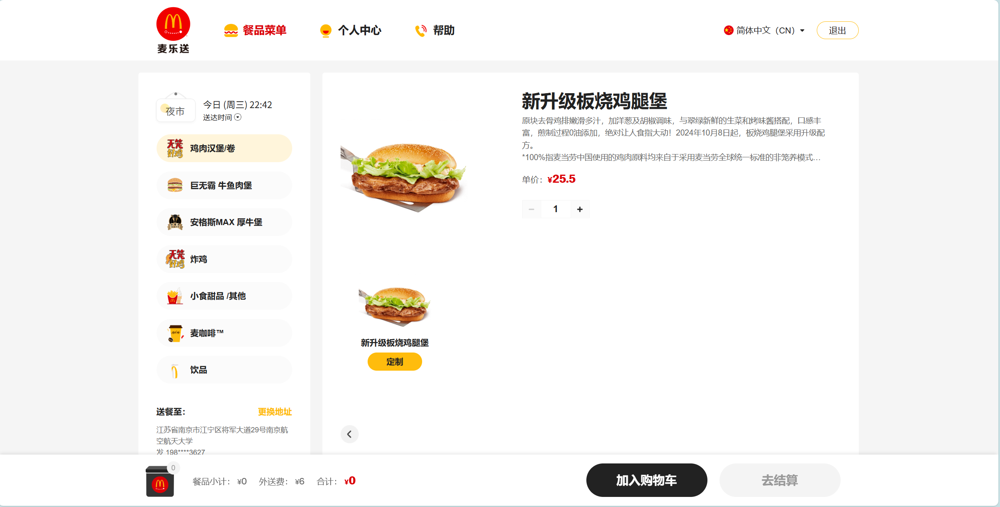 麦乐送
餐品菜单
个人中心
帮助
简体中文（CN）
退出
夜市
今日 (周三) 22:42
送达时间
无笼
好鸡
鸡肉汉堡/卷
巨无霸 牛鱼肉堡
安格斯MAX 厚牛堡
无笼
好鸡
炸鸡
小食甜品 /其他
McCafé
麦咖啡™
饮品
送餐至：
更换地址
江苏省南京市江宁区将军大道29号南京航
空航天大学
发 198****3627
新升级板烧鸡腿堡
原块去骨鸡排嫩滑多汁，加洋葱及胡椒调味，与翠绿新鲜的生菜和烤味酱搭配，口感丰
富，煎制过程0油添加，绝对让人食指大动！2024年10月8日起，板烧鸡腿堡采用升级配
方。
*100%指麦当劳中国使用的鸡肉原料均来自于采用麦当劳全球统一标准的非笼养模式…
单价：¥25.5
− 1 +
新升级板烧鸡腿堡
定制
0
餐品小计： ¥0 外送费： ¥6 合计： ¥0
加入购物车
去结算